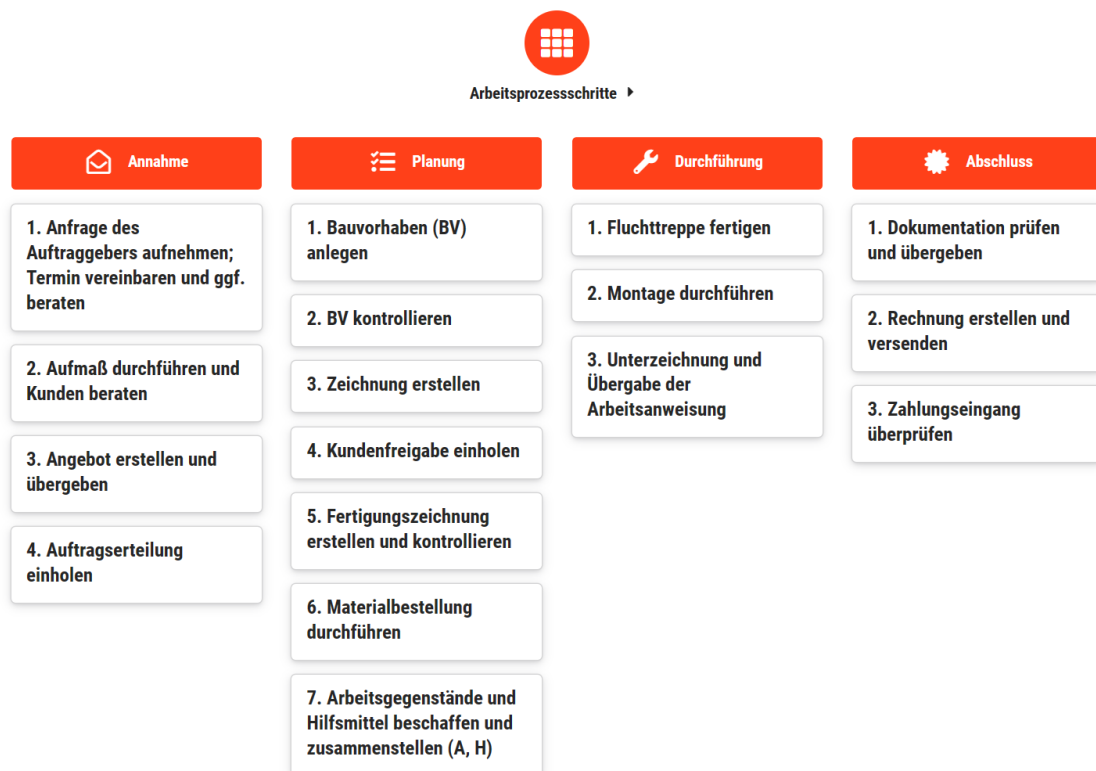 Arbeitsprozessschritte
Annahme
1. Anfrage des
Auftraggebers aufnehmen;
Termin vereinbaren und ggf.
beraten
2. Aufmaß durchführen und
Kunden beraten
3. Angebot erstellen und
übergeben
4. Auftragserteilung
einholen
Planung
1. Bauvorhaben (BV)
anlegen
2. BV kontrollieren
3. Zeichnung erstellen
4. Kundenfreigabe einholen
5. Fertigungszeichnung
erstellen und kontrollieren
6. Materialbestellung
durchführen
7. Arbeitsgegenstände und
Hilfsmittel beschaffen und
zusammenstellen (A, H)
Durchführung
1. Fluchttreppe fertigen
2. Montage durchführen
3. Unterzeichnung und
Übergabe der
Arbeitsanweisung
Abschluss
1. Dokumentation prüfen
und übergeben
2. Rechnung erstellen und
versenden
3. Zahlungseingang
überprüfen